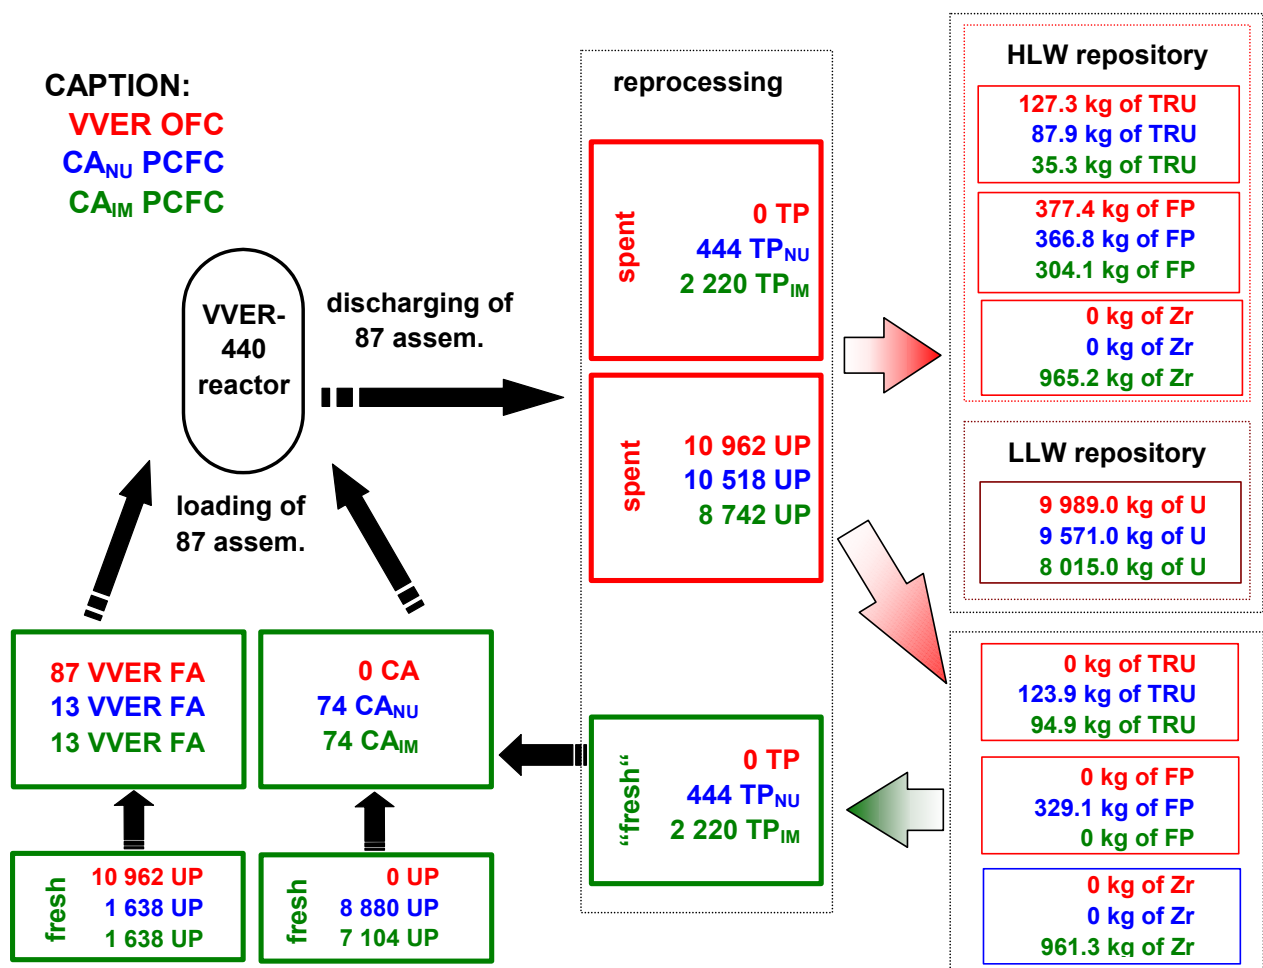 CAPTION:
VVER OFC
CA_NU PCFC
CA_IM PCFC
VVER-
440
reactor
discharging of
87 assem.
loading of
87 assem.
87 VVER FA
13 VVER FA
13 VVER FA
0 CA
74 CA_NU
74 CA_IM
fresh
10 962 UP
1 638 UP
1 638 UP
fresh
0 UP
8 880 UP
7 104 UP
reprocessing
spent
0 TP
444 TP_NU
2 220 TP_IM
spent
10 962 UP
10 518 UP
8 742 UP
“fresh“
0 TP
444 TP_NU
2 220 TP_IM
HLW repository
127.3 kg of TRU
87.9 kg of TRU
35.3 kg of TRU
377.4 kg of FP
366.8 kg of FP
304.1 kg of FP
0 kg of Zr
0 kg of Zr
965.2 kg of Zr
LLW repository
9 989.0 kg of U
9 571.0 kg of U
8 015.0 kg of U
0 kg of TRU
123.9 kg of TRU
94.9 kg of TRU
0 kg of FP
329.1 kg of FP
0 kg of FP
0 kg of Zr
0 kg of Zr
961.3 kg of Zr